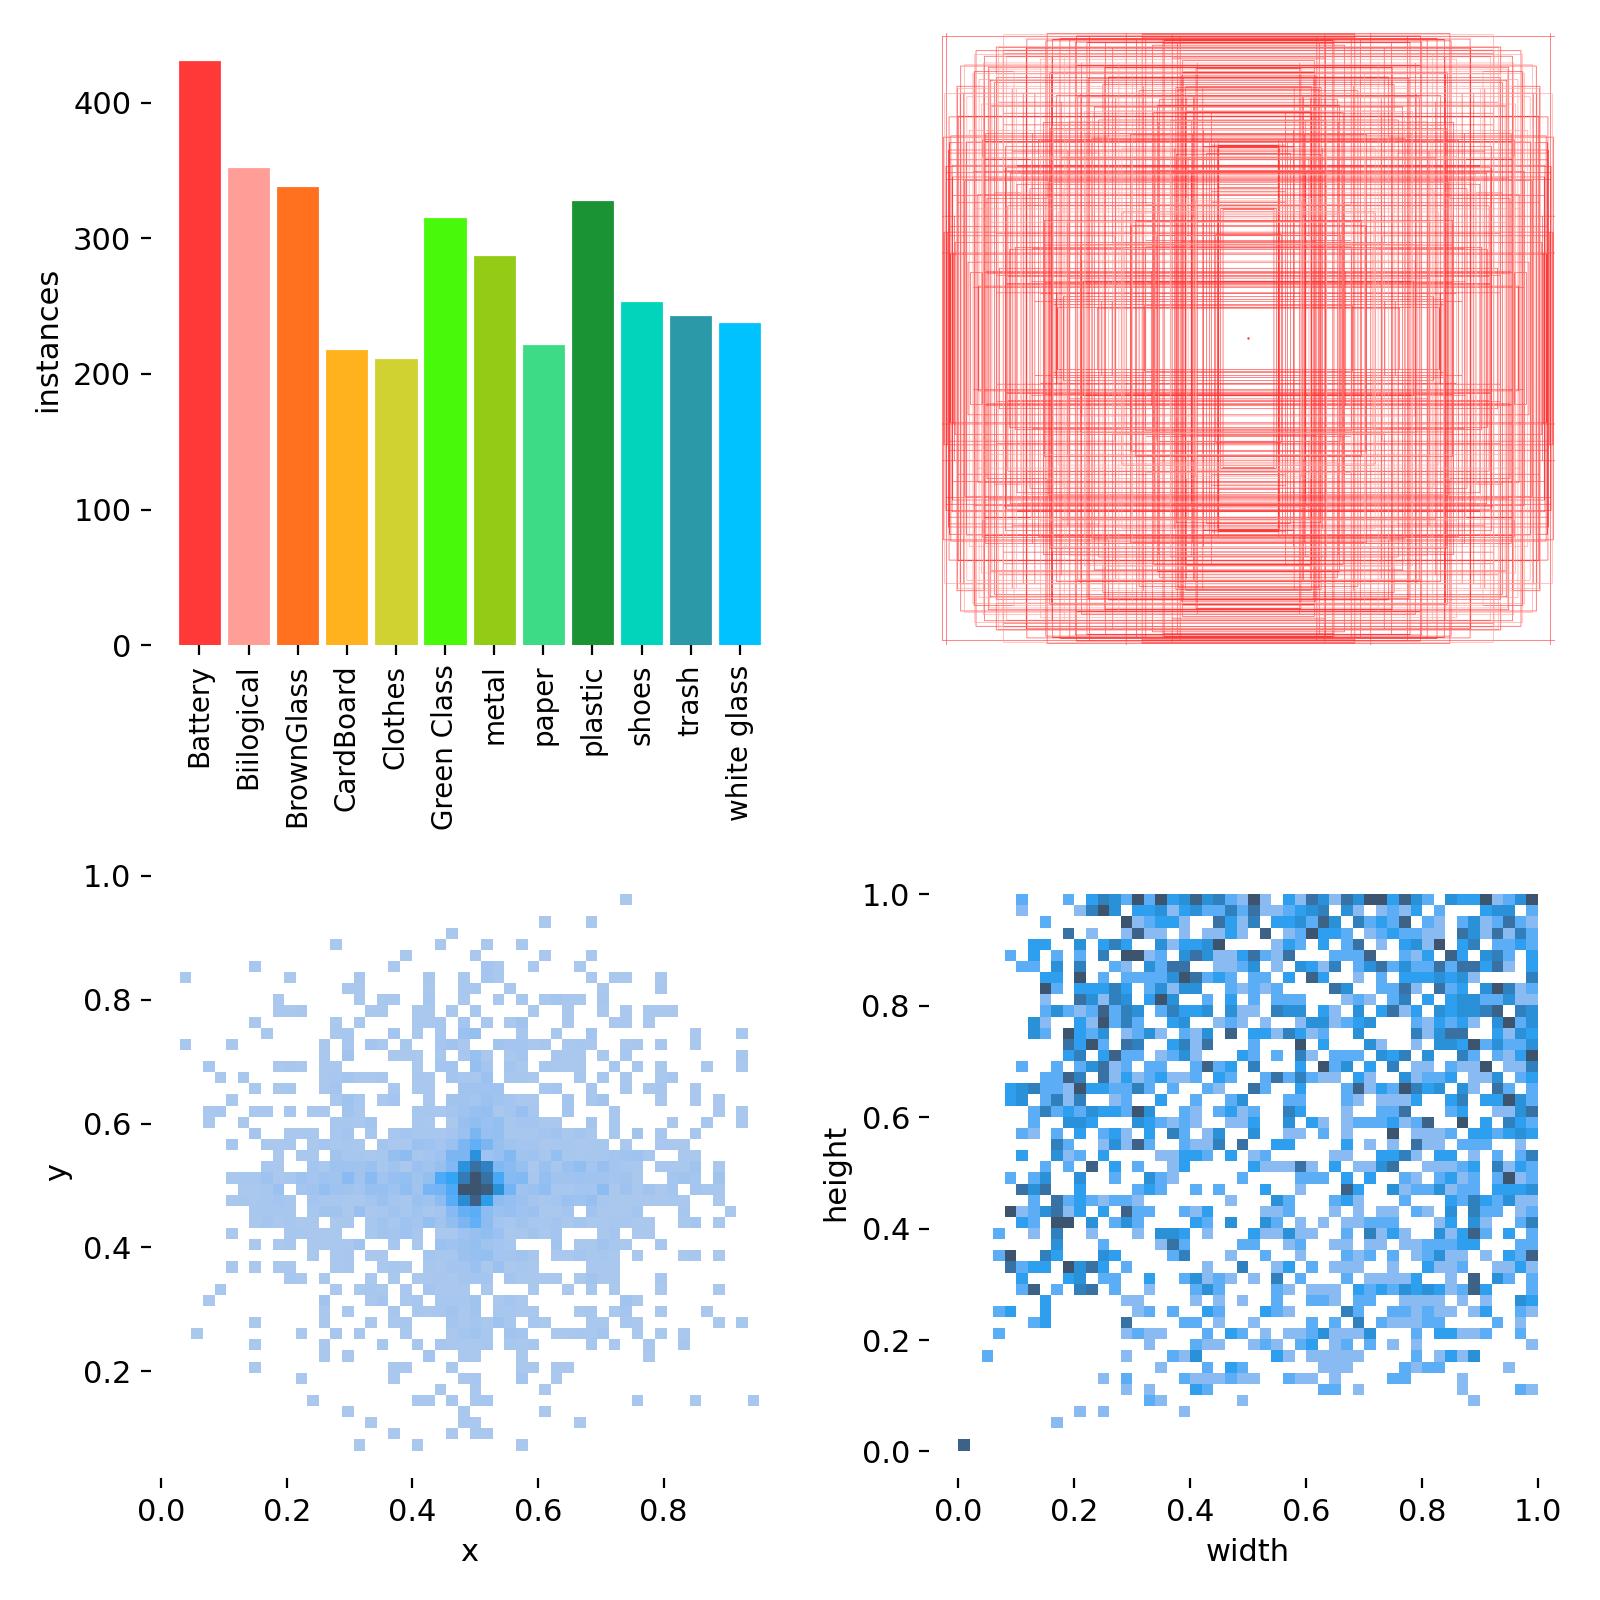 400
300
200
100
0
instances
Battery
Biilogical
BrownGlass
CardBoard
Clothes
Green Class
metal
paper
plastic
shoes
trash
white glass
1.0
0.8
0.6
0.4
0.2
y
0.0 0.2 0.4 0.6 0.8
x
1.0
0.8
0.6
0.4
0.2
0.0
height
0.0 0.2 0.4 0.6 0.8 1.0
width